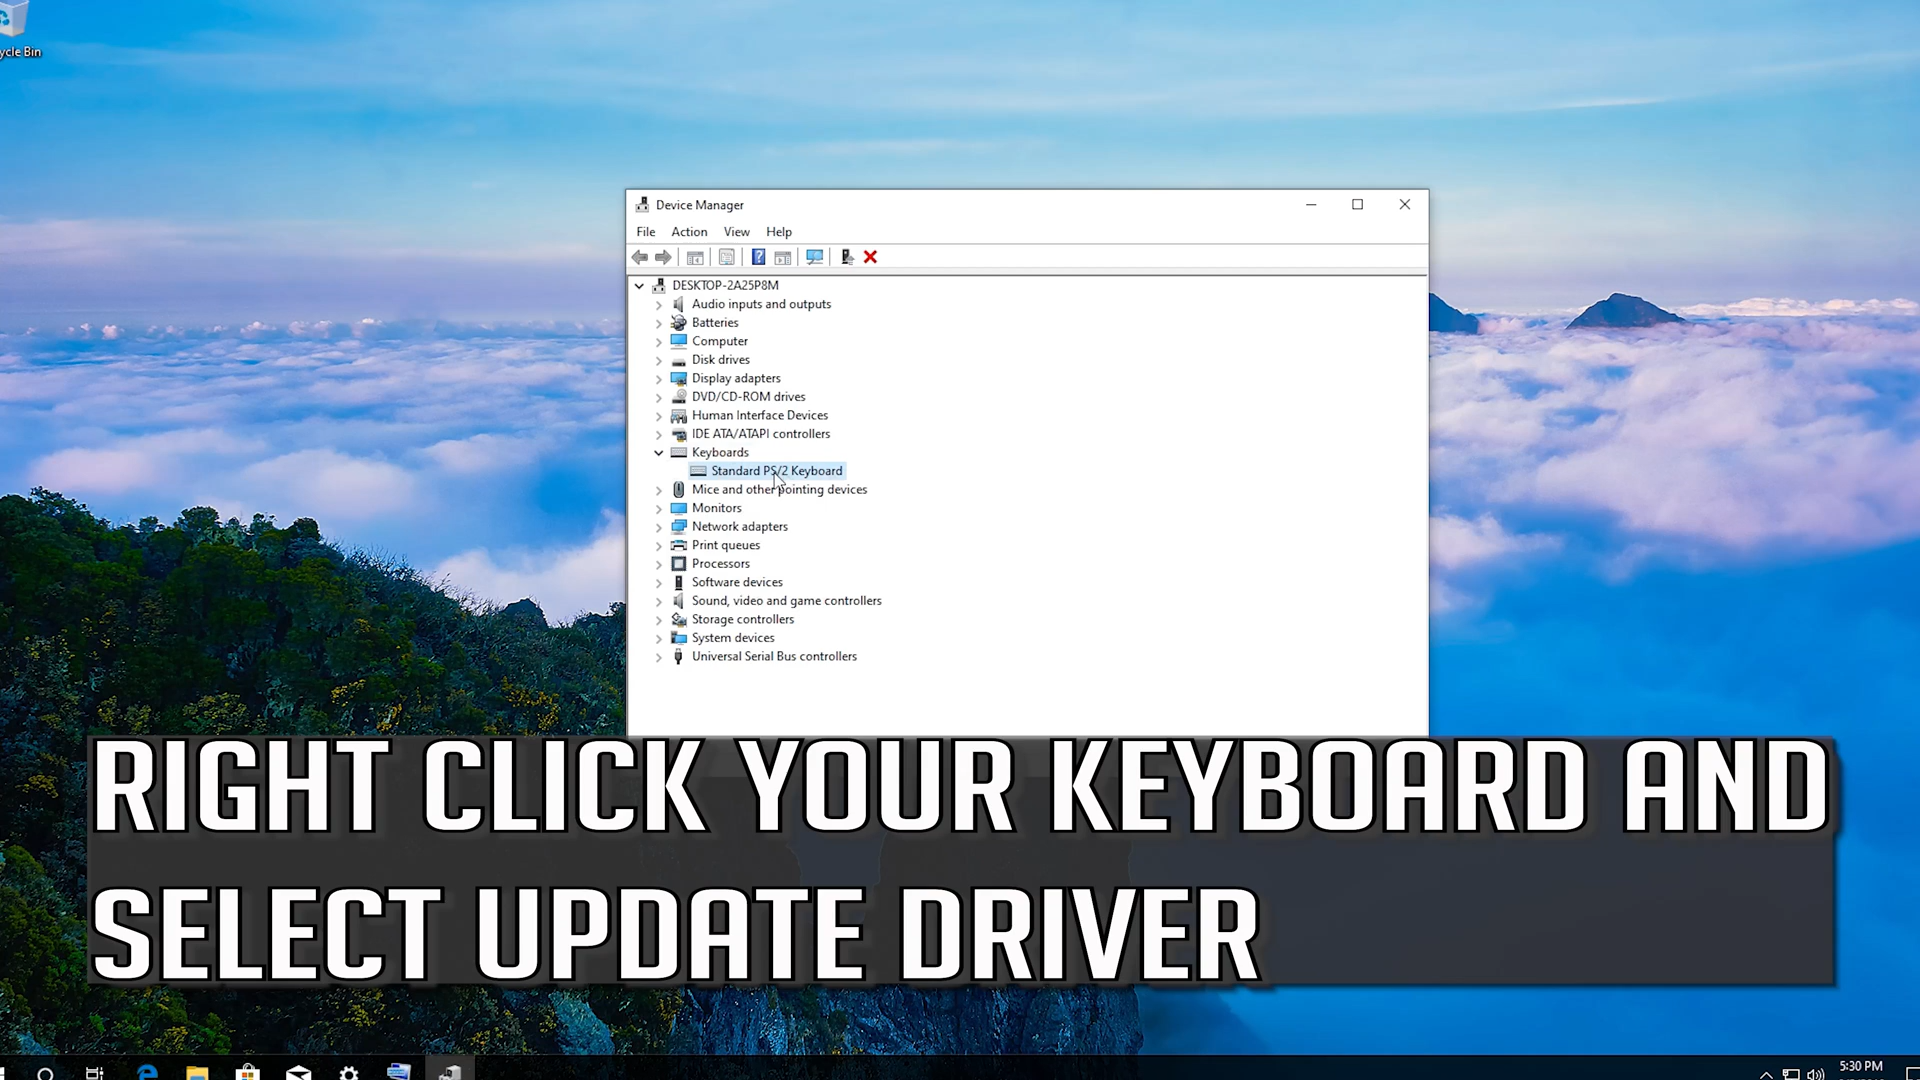 ycle Bin
Device Manager
File Action View Help
DESKTOP-2A25P8M
Audio inputs and outputs
Batteries
Computer
Disk drives
Display adapters
DVD/CD-ROM drives
Human Interface Devices
IDE ATA/ATAPI controllers
Keyboards
Standard PS/2 Keyboard
Mice and other pointing devices
Monitors
Network adapters
Print queues
Processors
Software devices
Sound, video and game controllers
Storage controllers
System devices
Universal Serial Bus controllers
RIGHT CLICK YOUR KEYBOARD AND
SELECT UPDATE DRIVER
5:30 PM